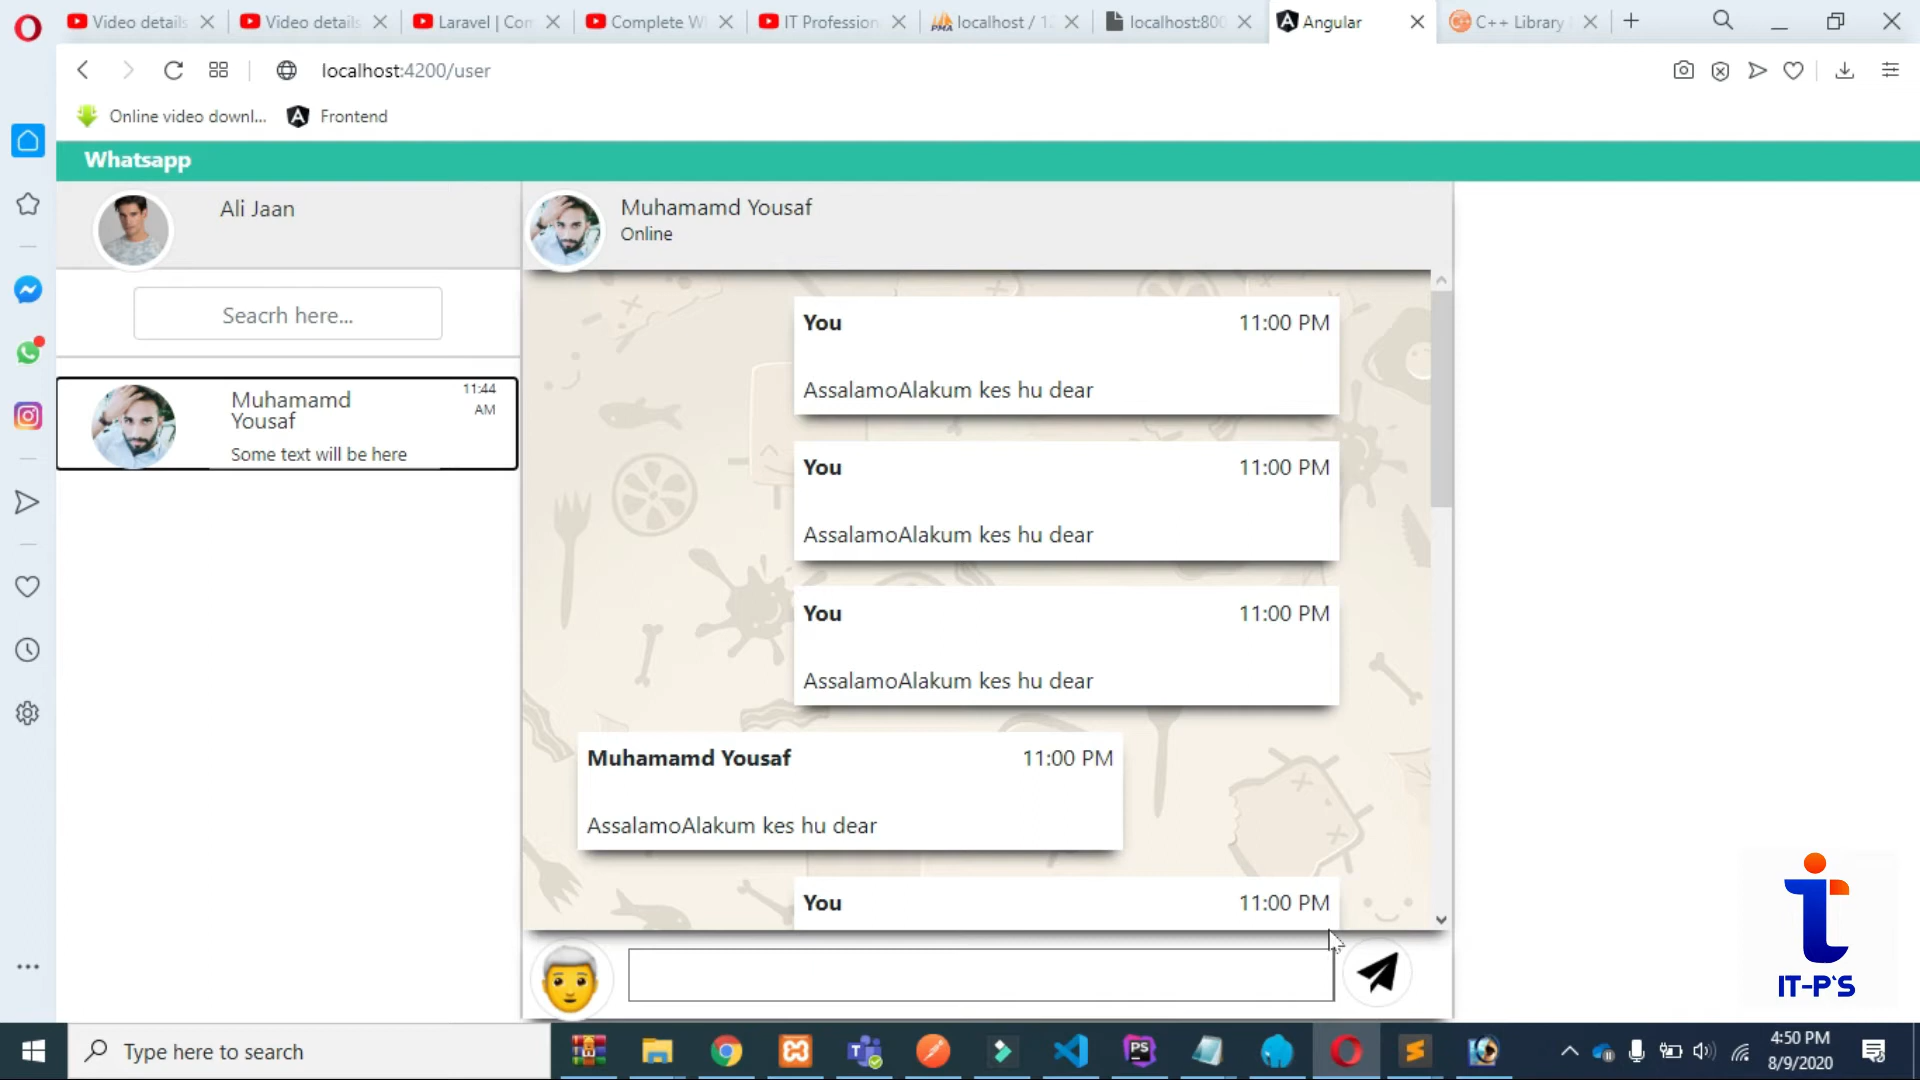 Video details
Video details
Laravel | Con
Complete W
IT Profession
localhost / 12
localhost:800
Angular
C++ Library
localhost:4200/user
Online video downl...
Frontend
Whatsapp
Ali Jaan
Muhamamd Yousaf
Online
Seacrh here...
Muhamamd
Yousaf
11:44
AM
Some text will be here
You 11:00 PM
AssalamoAlakum kes hu dear
You 11:00 PM
AssalamoAlakum kes hu dear
You 11:00 PM
AssalamoAlakum kes hu dear
Muhamamd Yousaf 11:00 PM
AssalamoAlakum kes hu dear
You 11:00 PM
IT-P'S
Type here to search
PS
4:50 PM
8/9/2020